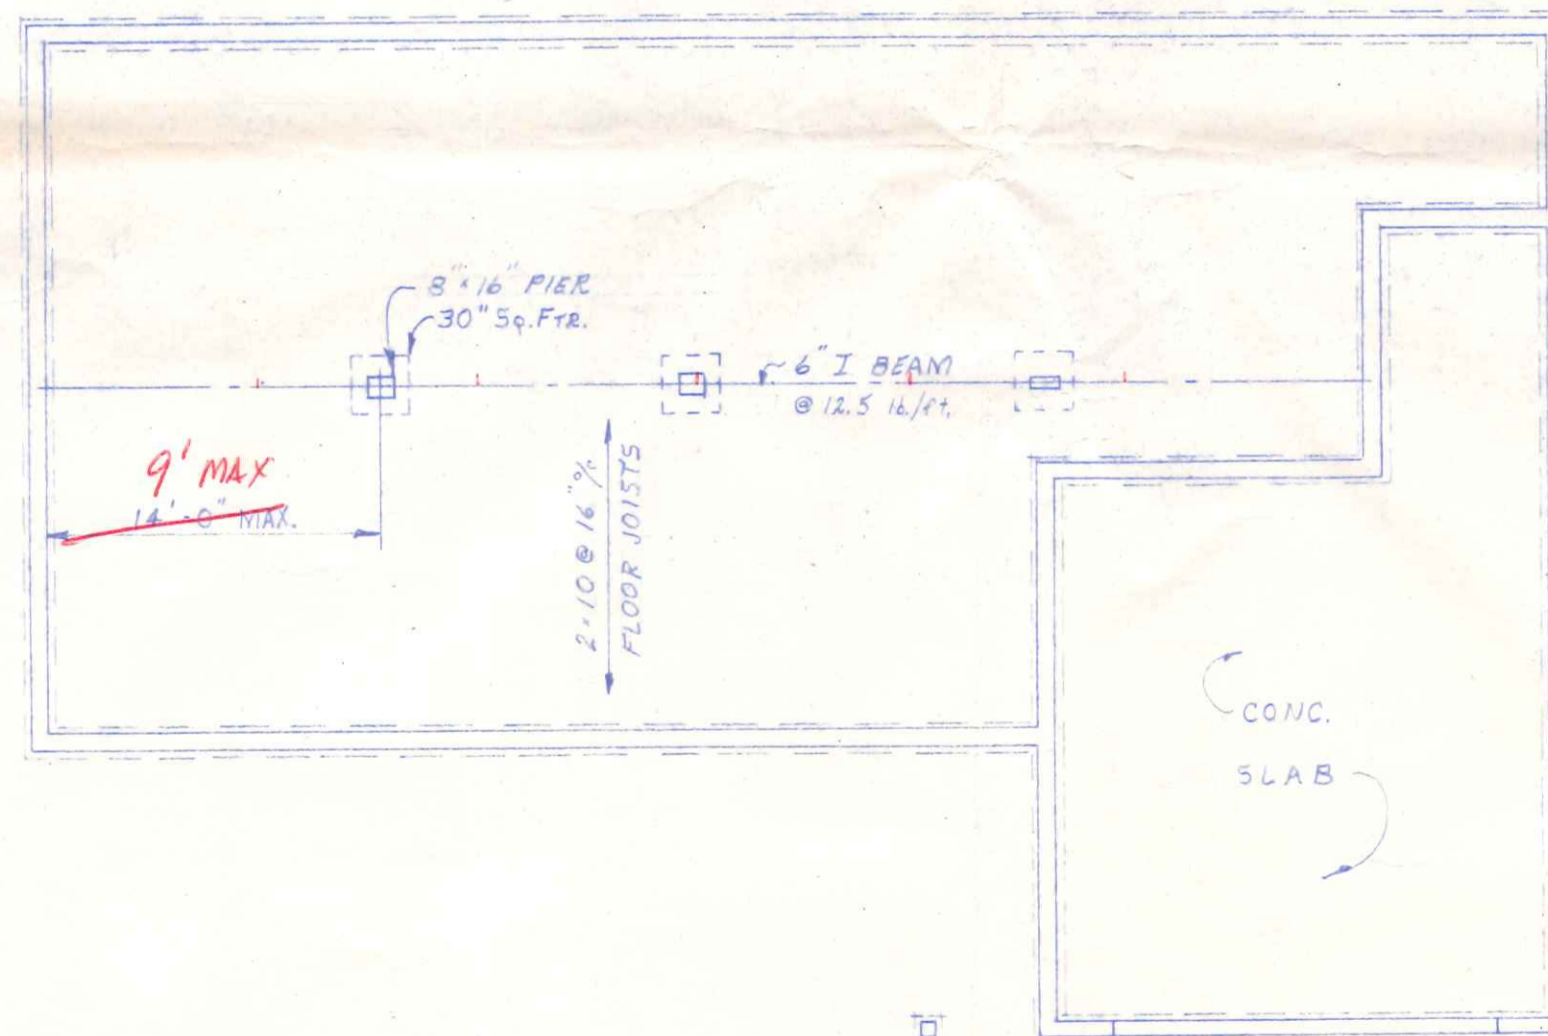 8" x 16" PIER
30" SQ. FTR.
6" I BEAM
@ 12.5 lb./ft.
9' MAX
14'-0" MAX.
2x10 @ 16" %
FLOOR JOISTS
CONC.
SLAB